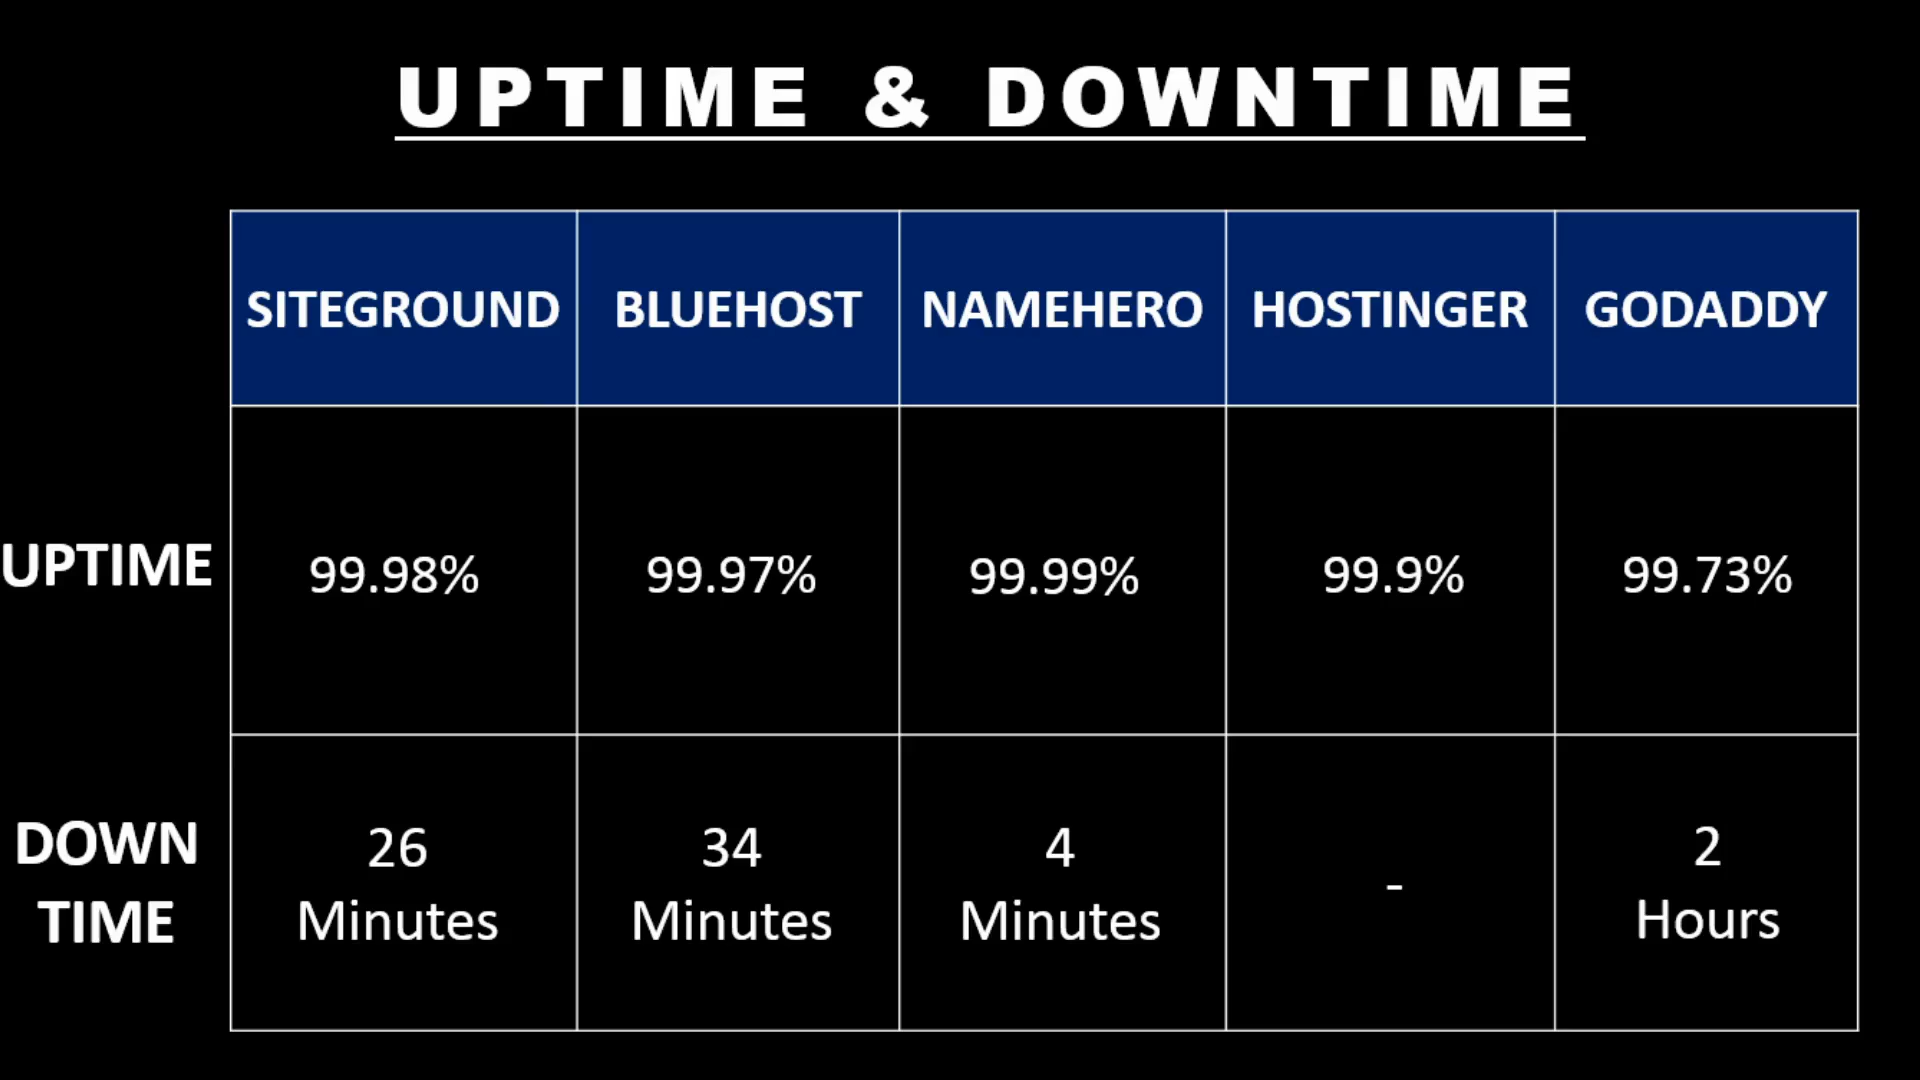 UPTIME & DOWNTIME
SITEGROUND BLUEHOST NAMEHERO HOSTINGER GODADDY
UPTIME 99.98% 99.97% 99.99% 99.9% 99.73%
DOWN TIME 26 Minutes 34 Minutes 4 Minutes - 2 Hours